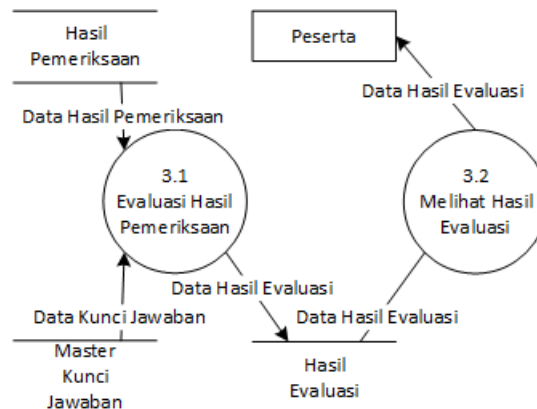 Hasil
Pemeriksaan
Peserta
Data Hasil Pemeriksaan
Data Hasil Evaluasi
3.1
Evaluasi Hasil
Pemeriksaan
3.2
Melihat Hasil
Evaluasi
Data Hasil Evaluasi
Data Kunci Jawaban
Data Hasil Evaluasi
Master
Kunci
Jawaban
Hasil
Evaluasi